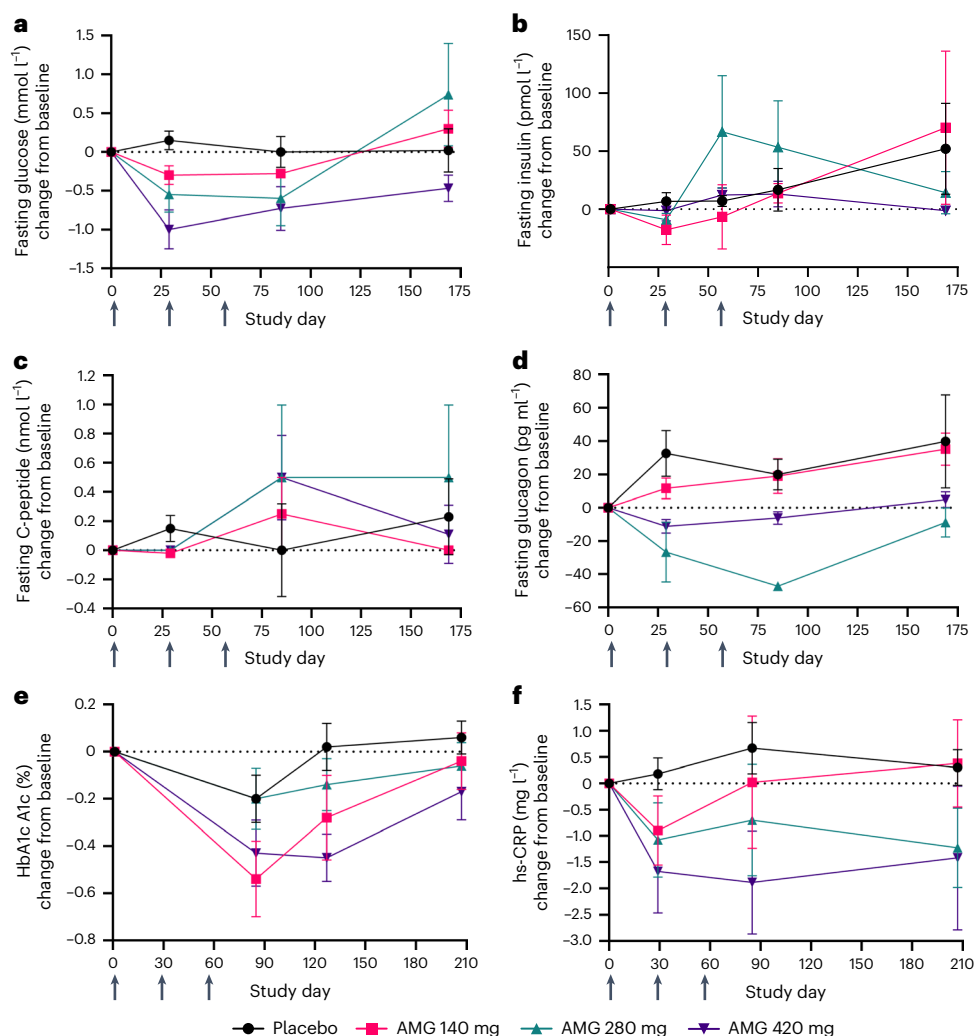 a
Fasting glucose (mmol l⁻¹)
change from baseline
1.5
1.0
0.5
0
−0.5
−1.0
−1.5
0 25 50 75 100 125 150 175
Study day
b
Fasting insulin (pmol l⁻¹)
change from baseline
150
100
50
0
0 25 50 75 100 125 150 175
Study day
c
Fasting C-peptide (nmol l⁻¹)
change from baseline
1.2
1.0
0.8
0.6
0.4
0.2
0
−0.2
−0.4
0 25 50 75 100 125 150 175
Study day
d
Fasting glucagon (pg ml⁻¹)
change from baseline
80
60
40
20
0
−20
−40
−60
0 25 50 75 100 125 150 175
Study day
e
HbA1c A1c (%)
change from baseline
0.2
0
−0.2
−0.4
−0.6
−0.8
0 30 60 90 120 150 180 210
Study day
f
hs-CRP (mg l⁻¹)
change from baseline
1.5
1.0
0.5
0
−0.5
−1.0
−1.5
−2.0
−2.5
−3.0
0 30 60 90 120 150 180 210
Study day
Placebo AMG 140 mg AMG 280 mg AMG 420 mg